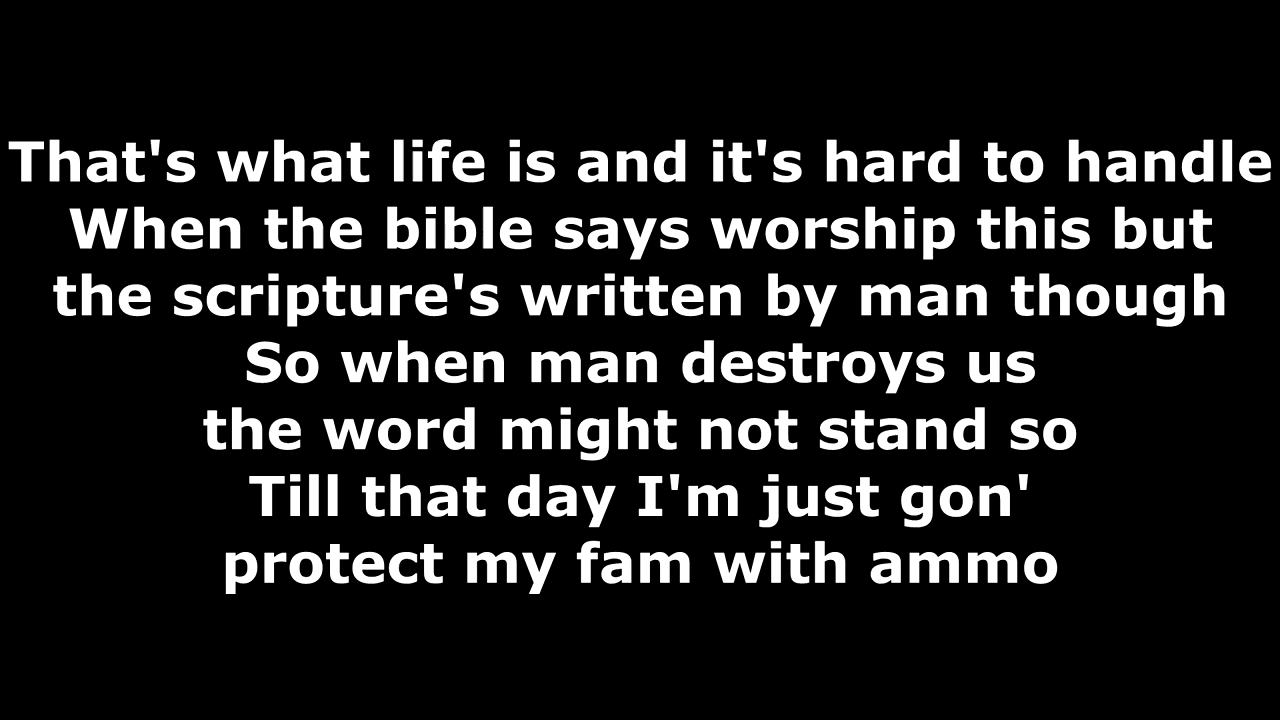 That's what life is and it's hard to handle
When the bible says worship this but
the scripture's written by man though
So when man destroys us
the word might not stand so
Till that day I'm just gon'
protect my fam with ammo